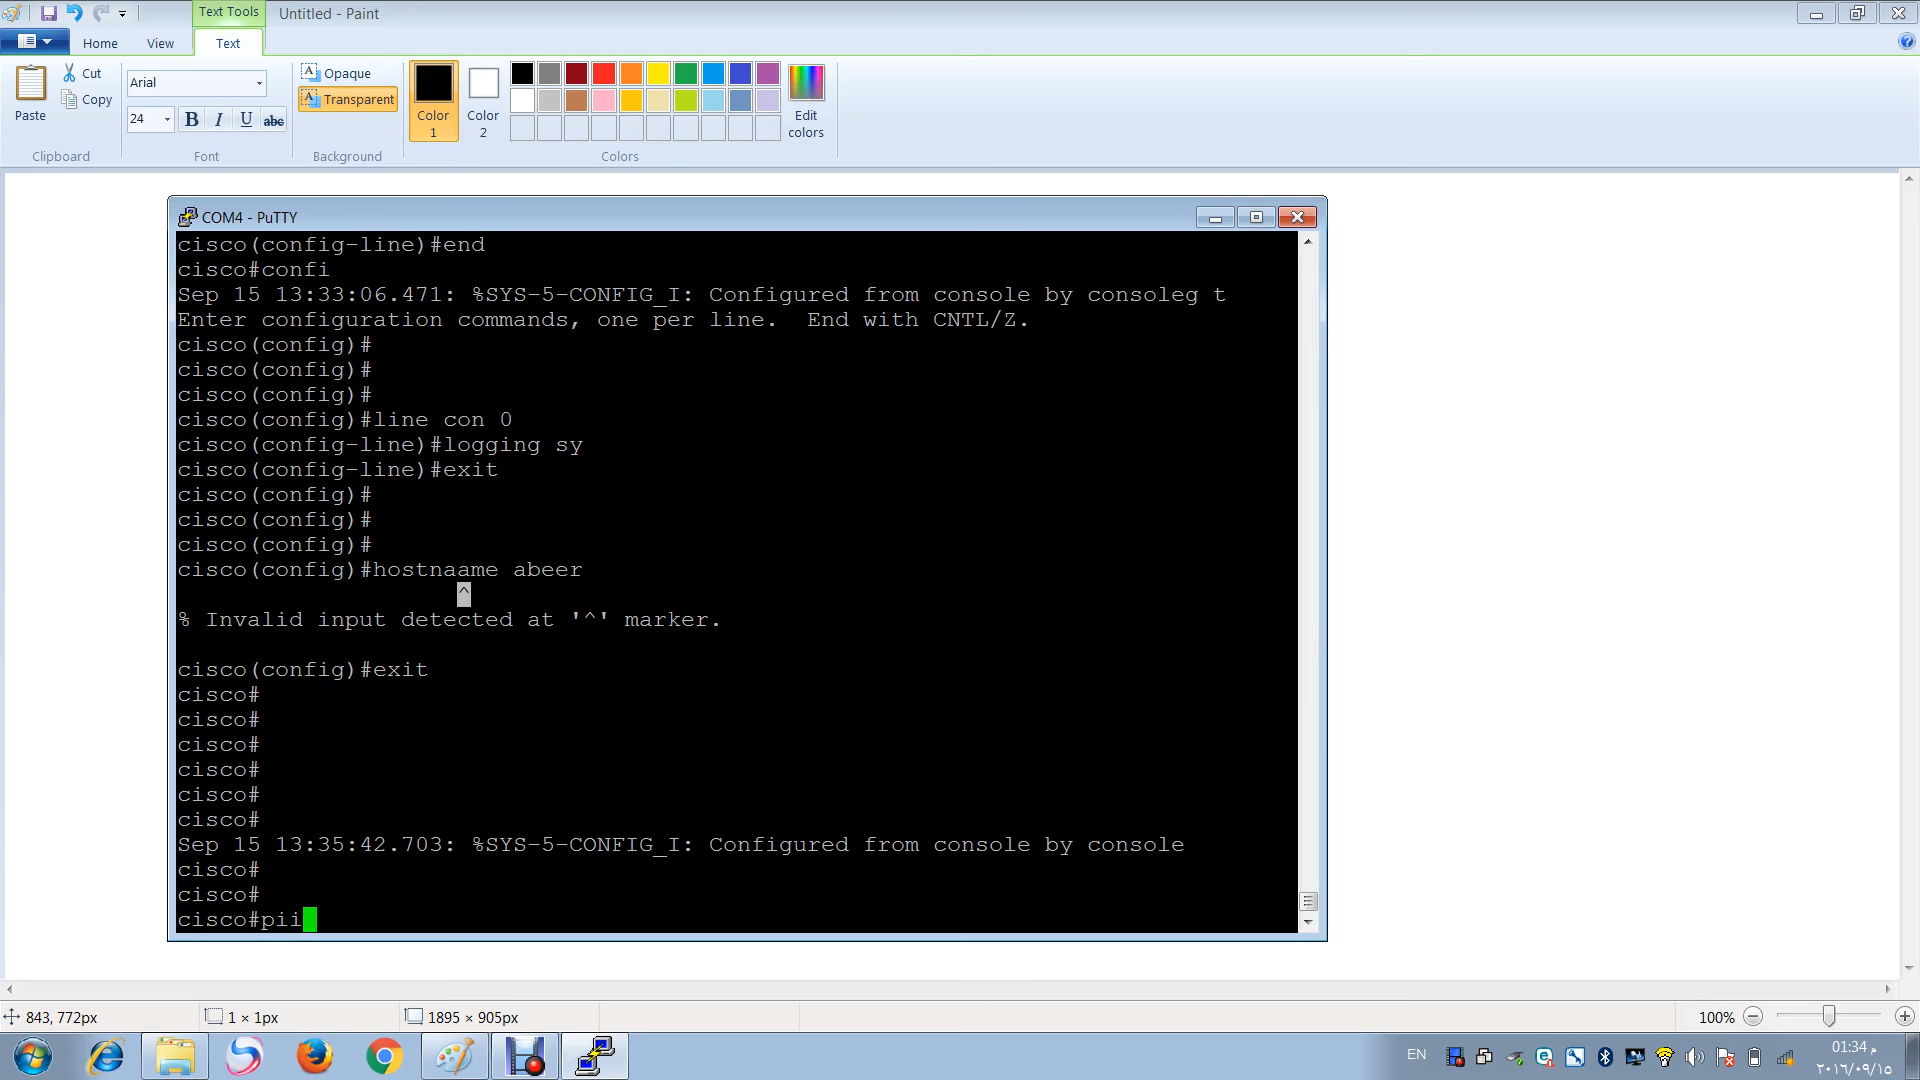 Text Tools
Untitled - Paint
Home
View
Text
Paste
Cut
Copy
Clipboard
Arial
24
B I U abc
Font
Opaque
Transparent
Background
Color 1
Color 2
Edit colors
Colors
COM4 - PuTTY
cisco(config-line)#end
cisco#confi
Sep 15 13:33:06.471: %SYS-5-CONFIG_I: Configured from console by consoleg t
Enter configuration commands, one per line.  End with CNTL/Z.
cisco(config)#
cisco(config)#
cisco(config)#
cisco(config)#line con 0
cisco(config-line)#logging sy
cisco(config-line)#exit
cisco(config)#
cisco(config)#
cisco(config)#
cisco(config)#hostnaame abeer
^
% Invalid input detected at '^' marker.
cisco(config)#exit
cisco#
cisco#
cisco#
cisco#
cisco#
cisco#
Sep 15 13:35:42.703: %SYS-5-CONFIG_I: Configured from console by console
cisco#
cisco#
cisco#pii
843, 772px
1 × 1px
1895 × 905px
100%
EN
01:34 م
٢٠١٦/٠٩/١٥